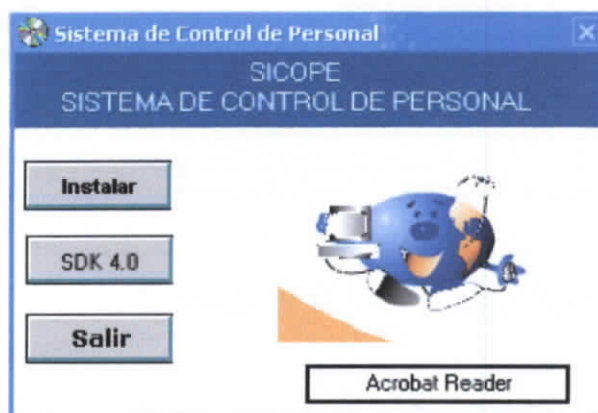 Sistema de Control de Personal
SICOPE
SISTEMA DE CONTROL DE PERSONAL
Instalar
SDK 4.0
Salir
Acrobat Reader